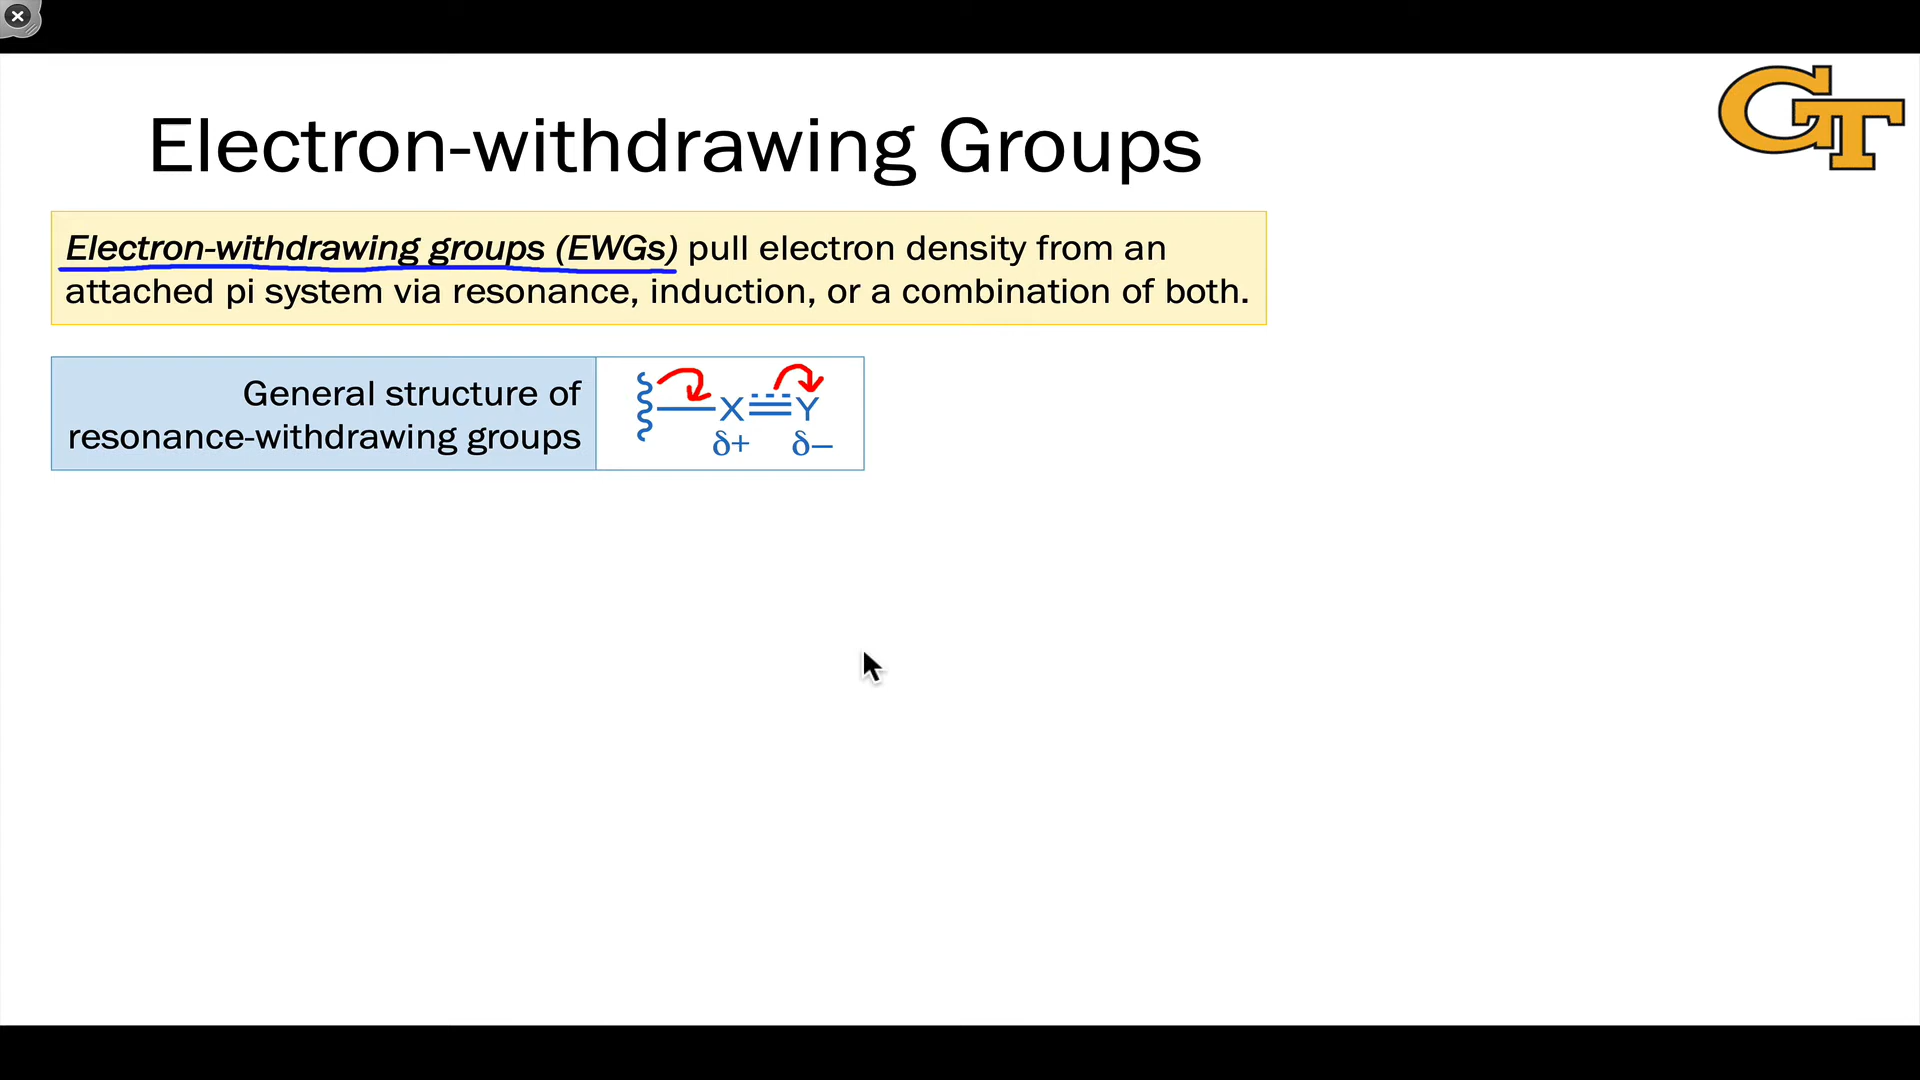 GT
Electron-withdrawing Groups
Electron-withdrawing groups (EWGs) pull electron density from an
attached pi system via resonance, induction, or a combination of both.
General structure of
resonance-withdrawing groups
X Y
δ+ δ−